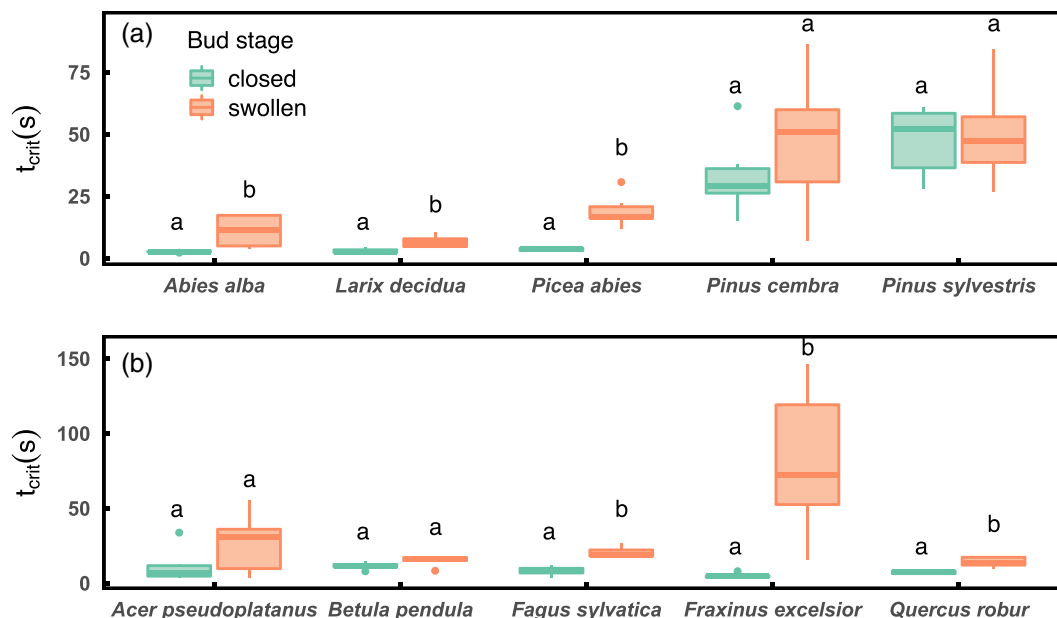 (a)
Bud stage
closed
swollen
t_crit(s)
75
50
25
0
a b a b a b a a a a
Abies alba Larix decidua Picea abies Pinus cembra Pinus sylvestris
(b)
t_crit(s)
150
100
50
0
a a a a a b a b a b
Acer pseudoplatanus Betula pendula Fagus sylvatica Fraxinus excelsior Quercus robur